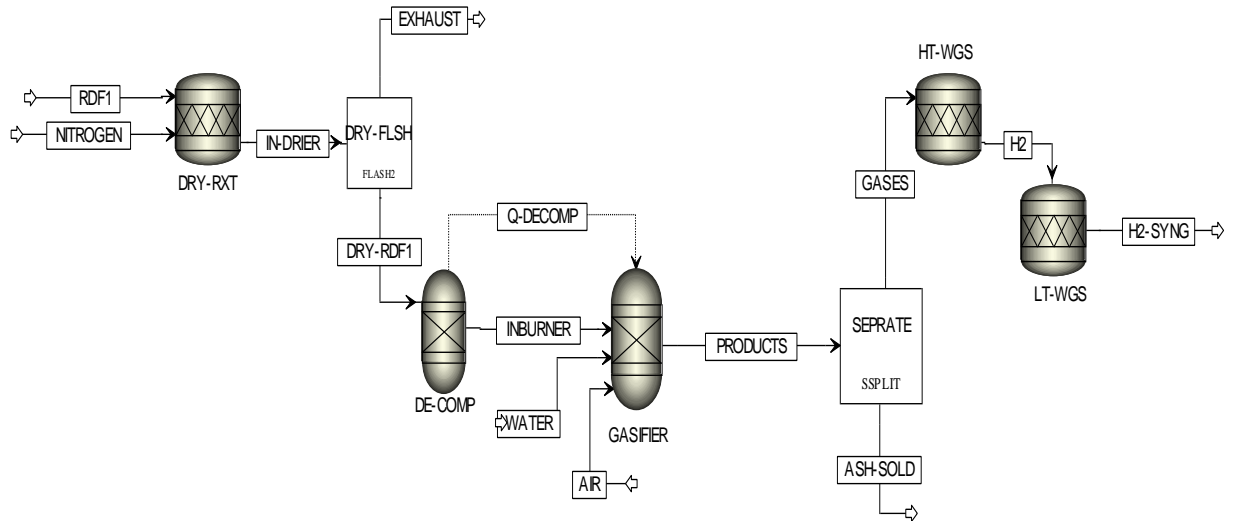 EXHAUST
HT-WGS
RDF1
NITROGEN
IN-DRIER
DRY-FLSH
FLASH2
DRY-RXT
H2
GASES
Q-DECOMP
H2-SYNG
DRY-RDF1
LT-WGS
INBURNER
SEPRATE
PRODUCTS
SSPLIT
DE-COMP
WATER
GASIFIER
ASH-SOLD
AIR